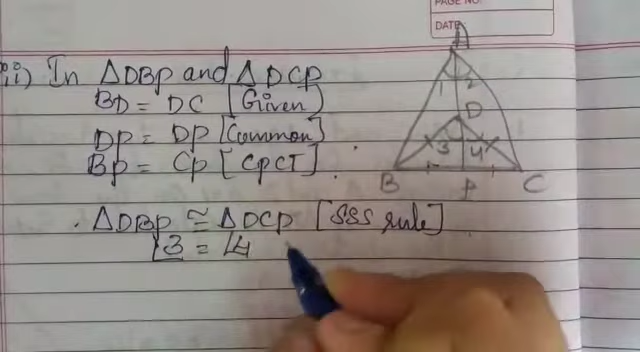 PAGE NO.
DATE
A
iii) In ΔDBP and ΔDCP
1 2
BD = DC [Given]
D
DP = DP [Common]
3 4
BP = CP [CPCT]
B P C
. ΔDBP ≅ ΔDCP [SSS rule]
∠3 = ∠4